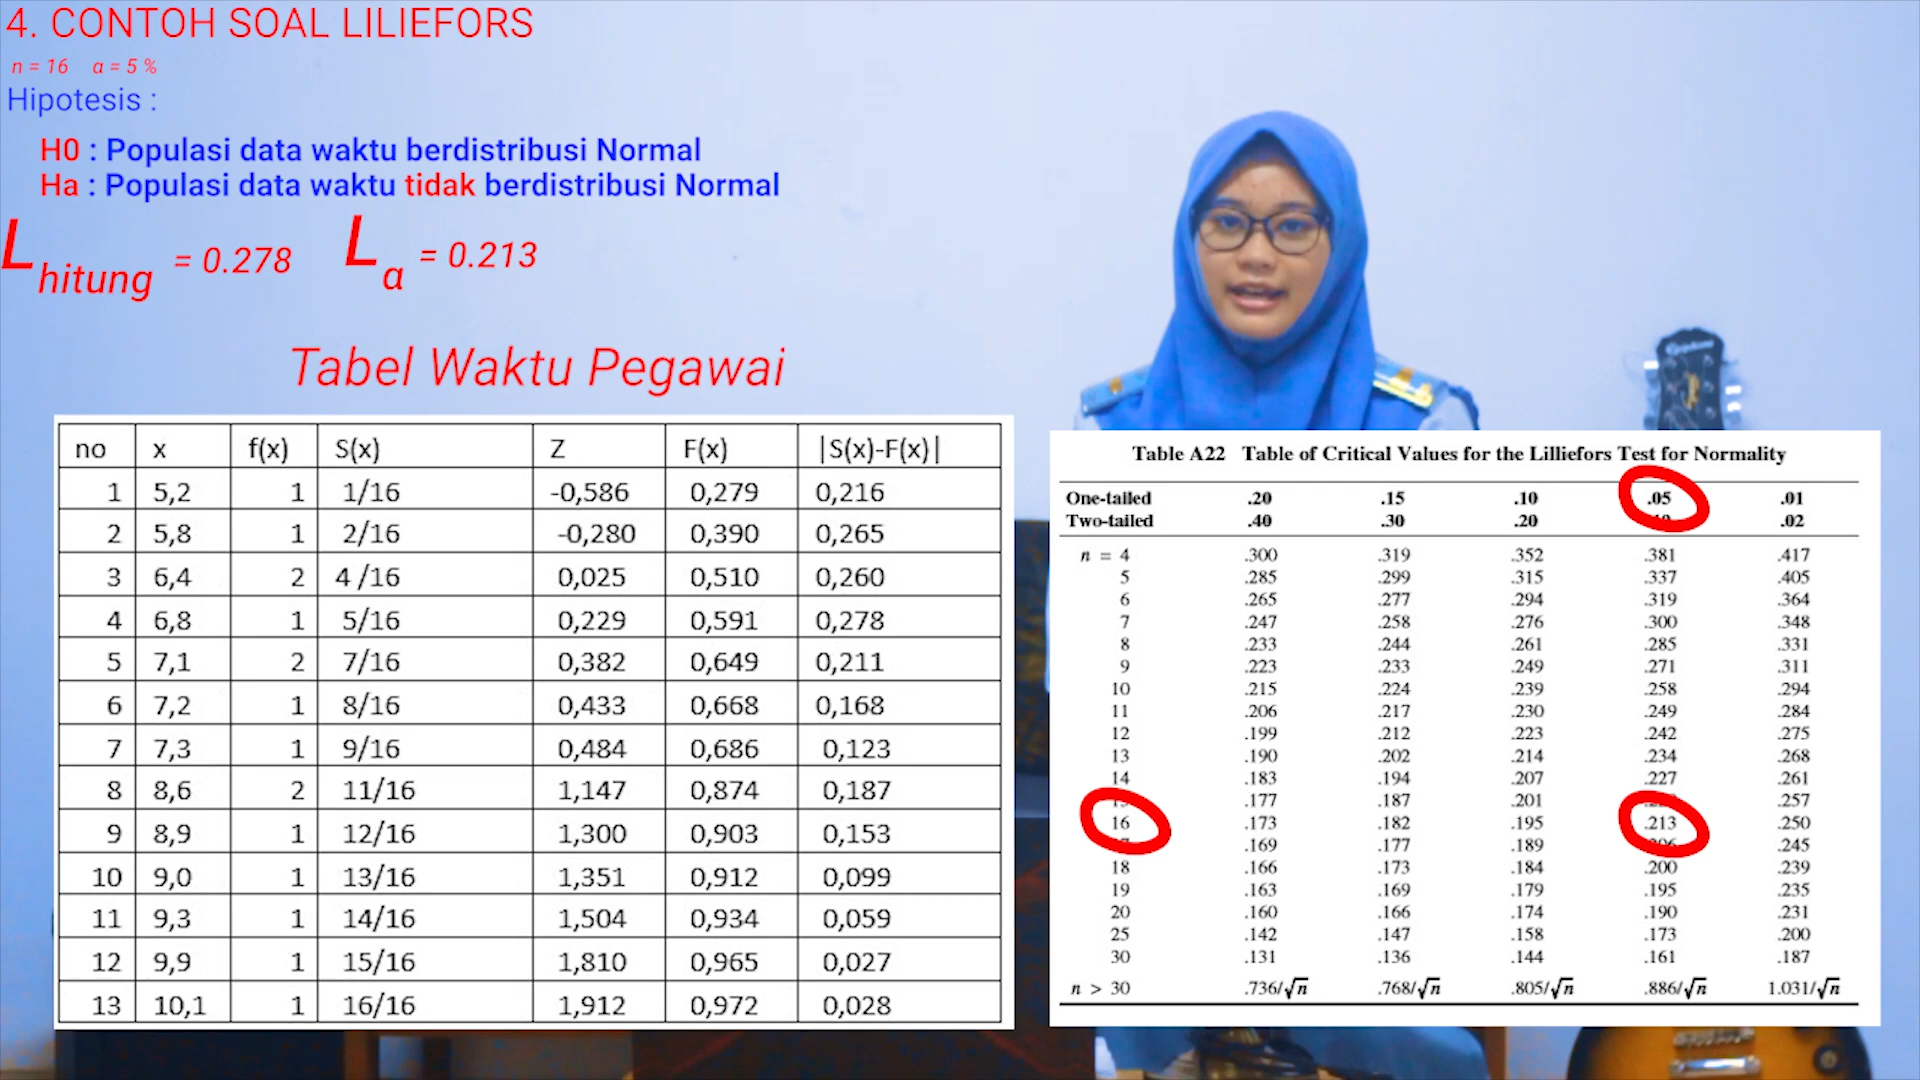 4. CONTOH SOAL LILIEFORS
n = 16 a = 5 %
Hipotesis :
H0 : Populasi data waktu berdistribusi Normal
Ha : Populasi data waktu tidak berdistribusi Normal
L hitung = 0.278 L a = 0.213
Tabel Waktu Pegawai
no x f(x) S(x) Z F(x) |S(x)-F(x)|
1 5,2 1 1/16 -0,586 0,279 0,216
2 5,8 1 2/16 -0,280 0,390 0,265
3 6,4 2 4 /16 0,025 0,510 0,260
4 6,8 1 5/16 0,229 0,591 0,278
5 7,1 2 7/16 0,382 0,649 0,211
6 7,2 1 8/16 0,433 0,668 0,168
7 7,3 1 9/16 0,484 0,686 0,123
8 8,6 2 11/16 1,147 0,874 0,187
9 8,9 1 12/16 1,300 0,903 0,153
10 9,0 1 13/16 1,351 0,912 0,099
11 9,3 1 14/16 1,504 0,934 0,059
12 9,9 1 15/16 1,810 0,965 0,027
13 10,1 1 16/16 1,912 0,972 0,028
Table A22 Table of Critical Values for the Lilliefors Test for Normality
One-tailed .20 .15 .10 .05 .01
Two-tailed .40 .30 .20 .02
n = 4 .300 .319 .352 .381 .417
5 .285 .299 .315 .337 .405
6 .265 .277 .294 .319 .364
7 .247 .258 .276 .300 .348
8 .233 .244 .261 .285 .331
9 .223 .233 .249 .271 .311
10 .215 .224 .239 .258 .294
11 .206 .217 .230 .249 .284
12 .199 .212 .223 .242 .275
13 .190 .202 .214 .234 .268
14 .183 .194 .207 .227 .261
.177 .187 .201 .257
16 .173 .182 .195 .213 .250
.169 .177 .189 .245
18 .166 .173 .184 .200 .239
19 .163 .169 .179 .195 .235
20 .160 .166 .174 .190 .231
25 .142 .147 .158 .173 .200
30 .131 .136 .144 .161 .187
n > 30 .736/√n .768/√n .805/√n .886/√n 1.031/√n